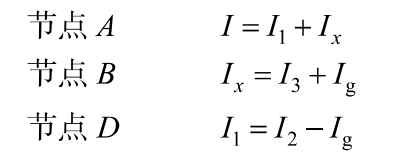 节点 A I = I₁ + Iₓ
节点 B Iₓ = I₃ + I_g
节点 D I₁ = I₂ − I_g